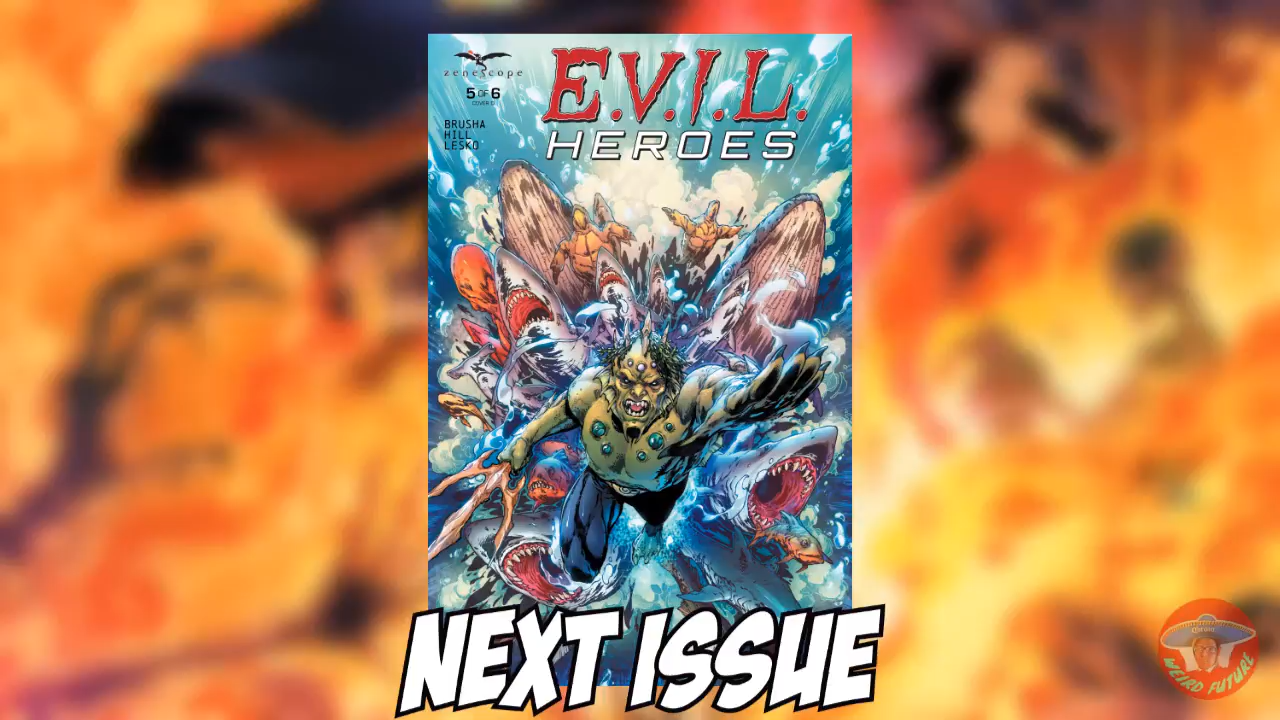 zenescope
5 OF 6
COVER D
BRUSHA
HILL
LESKO
E.V.I.L.
HEROES
NEXT ISSUE
WEIRD FUTURE